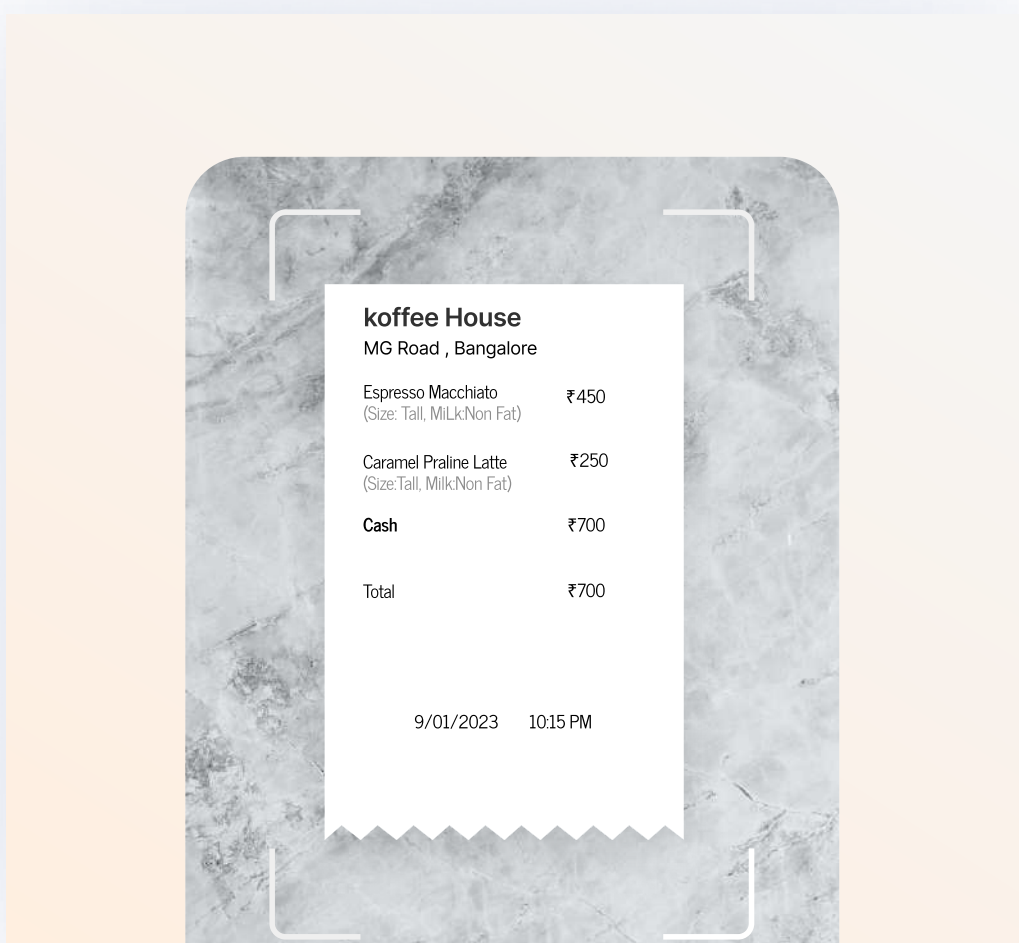 koffee House
MG Road , Bangalore
Espresso Macchiato ₹450
(Size: Tall, MiLk:Non Fat)
Caramel Praline Latte ₹250
(Size:Tall, Milk:Non Fat)
Cash ₹700
Total ₹700
9/01/2023 10:15 PM